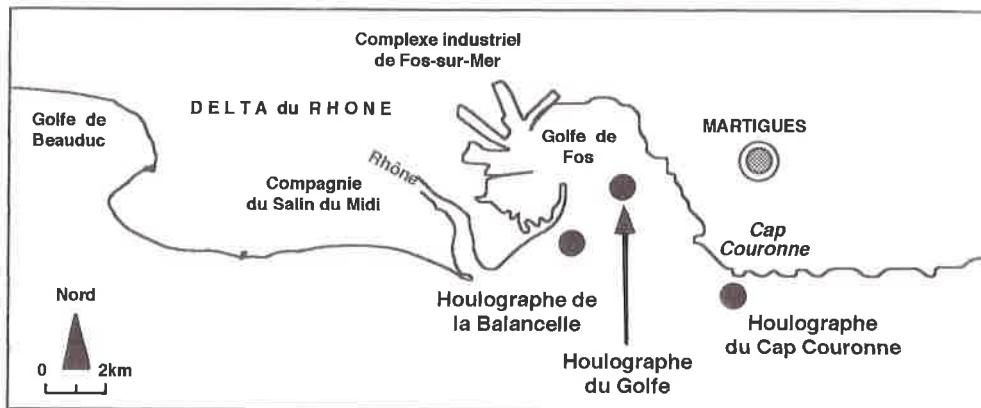 Complexe industriel
de Fos-sur-Mer
Golfe de
Beauduc
DELTA du RHONE
Golfe de
Fos
MARTIGUES
Rhône
Compagnie
du Salin du Midi
Cap
Couronne
Nord
0 2km
Houlographe de
la Balancelle
Houlographe
du Golfe
Houlographe
du Cap Couronne